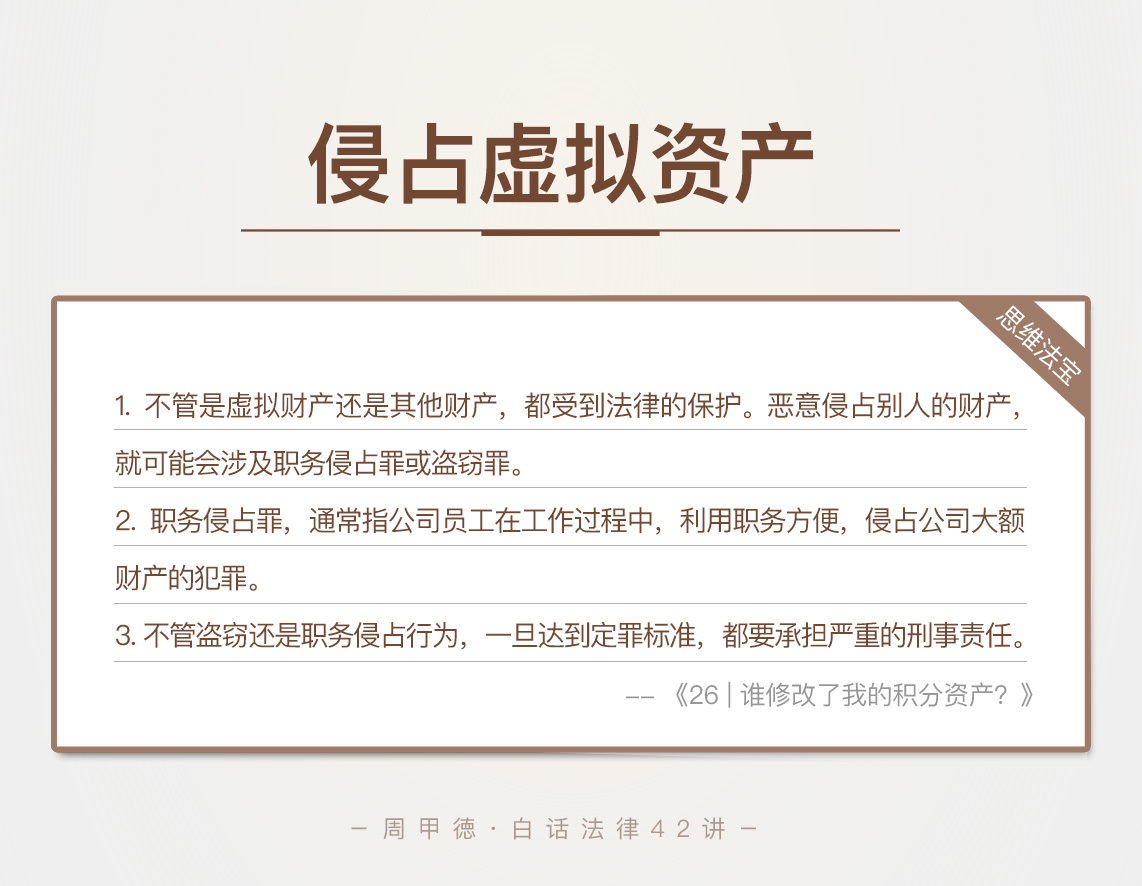 侵占虚拟资产
思维法宝
1. 不管是虚拟财产还是其他财产，都受到法律的保护。恶意侵占别人的财产，
就可能会涉及职务侵占罪或盗窃罪。
2. 职务侵占罪，通常指公司员工在工作过程中，利用职务方便，侵占公司大额
财产的犯罪。
3. 不管盗窃还是职务侵占行为，一旦达到定罪标准，都要承担严重的刑事责任。
-- 《26 | 谁修改了我的积分资产？》
- 周甲德·白话法律42讲 -